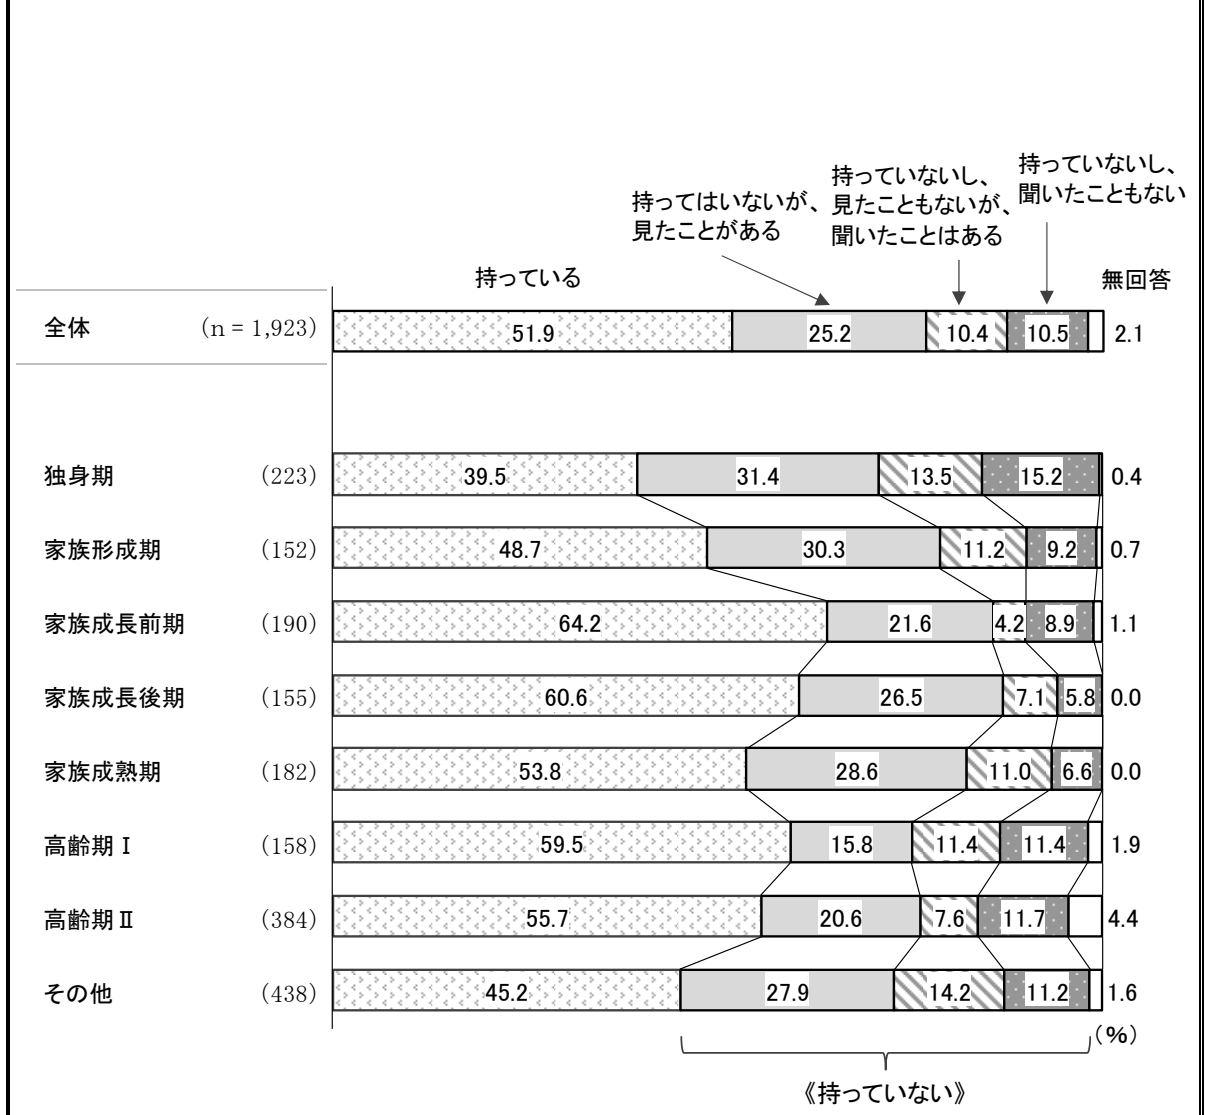 持っていないし、
聞いたこともない
持っていないし、
見たこともないが、
聞いたことはある
持ってはいないが、
見たことがある
持っている
無回答
全体 (n = 1,923) 51.9 25.2 10.4 10.5 2.1
独身期 (223) 39.5 31.4 13.5 15.2 0.4
家族形成期 (152) 48.7 30.3 11.2 9.2 0.7
家族成長前期 (190) 64.2 21.6 4.2 8.9 1.1
家族成長後期 (155) 60.6 26.5 7.1 5.8 0.0
家族成熟期 (182) 53.8 28.6 11.0 6.6 0.0
高齢期Ⅰ (158) 59.5 15.8 11.4 11.4 1.9
高齢期Ⅱ (384) 55.7 20.6 7.6 11.7 4.4
その他 (438) 45.2 27.9 14.2 11.2 1.6
(%)
《持っていない》